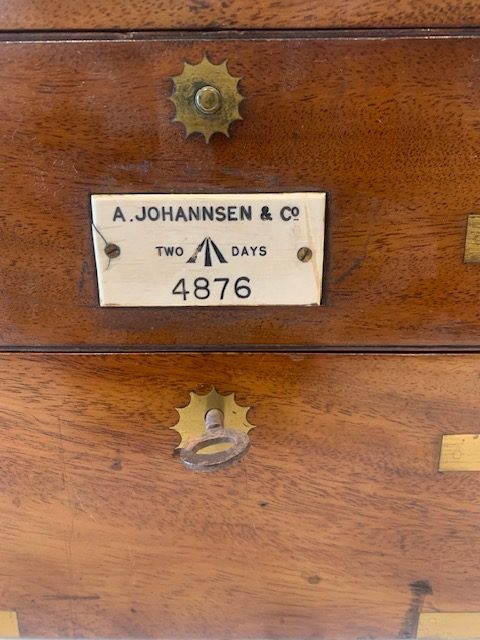 A. JOHANNSEN & Co
TWO DAYS
4876